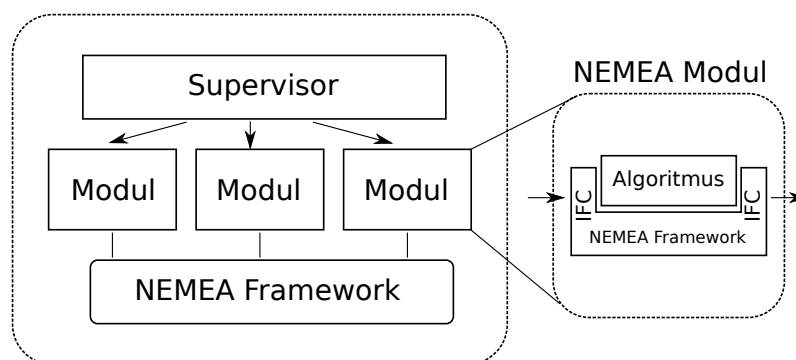 Supervisor
Modul
Modul
Modul
NEMEA Framework
NEMEA Modul
Algoritmus
IFC
IFC
NEMEA Framework